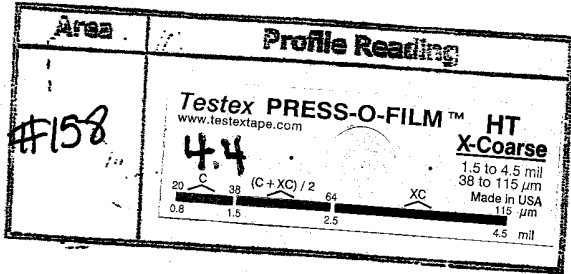 Area Profile Reading
#158
Testex PRESS-O-FILM™ HT
www.testextape.com
X-Coarse
4.4
1.5 to 4.5 mil
38 to 115 µm
Made in USA
C (C + XC) / 2 XC
20 38 64 115 µm
0.8 1.5 2.5 4.5 mil